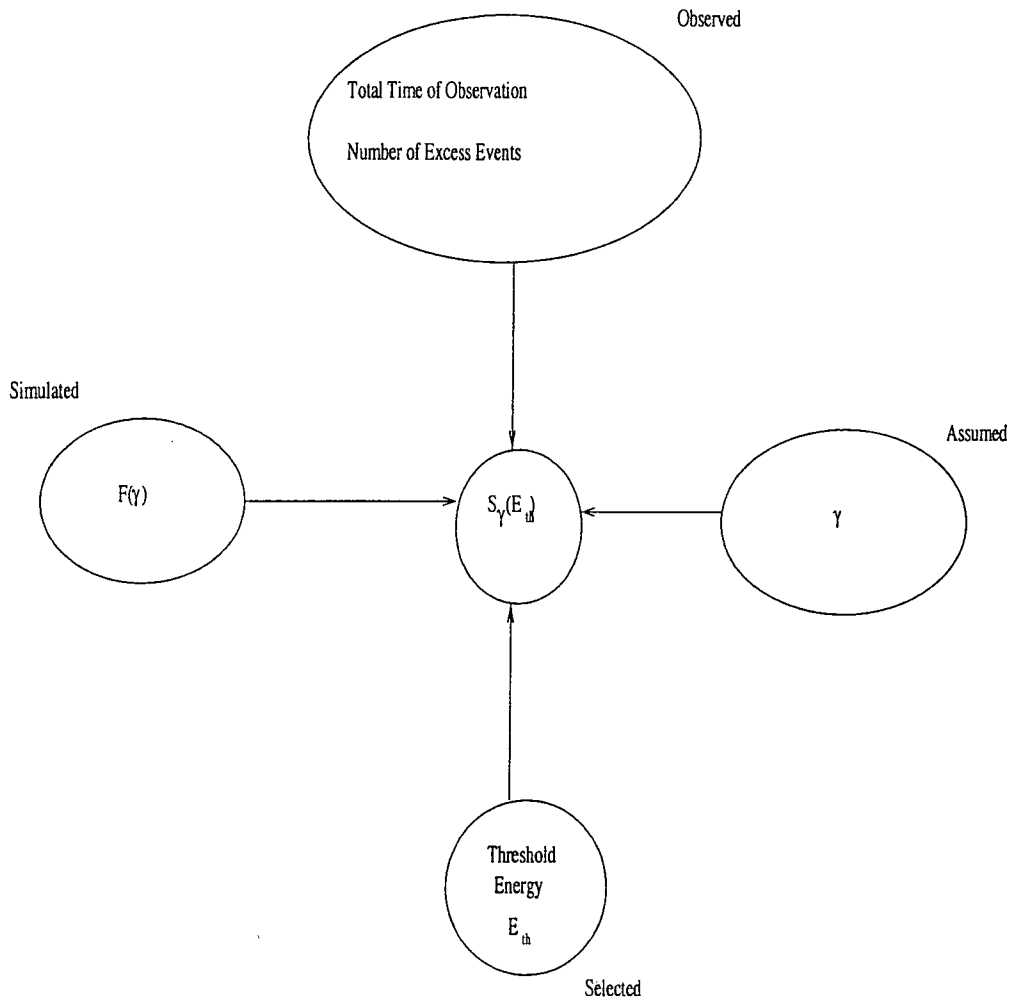 Observed
Total Time of Observation
Number of Excess Events
Simulated
Assumed
F(γ)
S_γ(E_th)
γ
Threshold
Energy
E_th
Selected